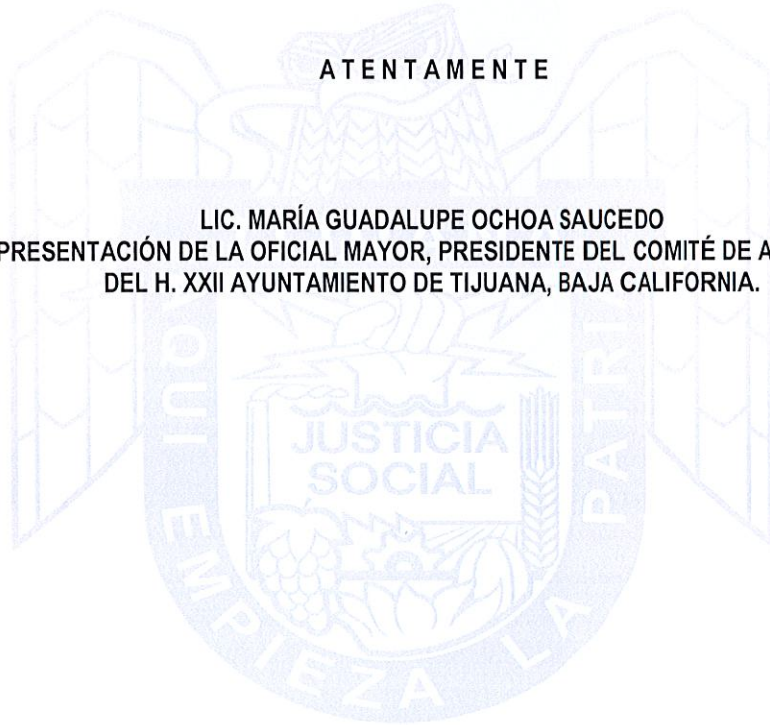 ATENTAMENTE
LIC. MARÍA GUADALUPE OCHOA SAUCEDO
PRESENTACIÓN DE LA OFICIAL MAYOR, PRESIDENTE DEL COMITÉ DE A
DEL H. XXII AYUNTAMIENTO DE TIJUANA, BAJA CALIFORNIA.
JUSTICIA
SOCIAL
AQUI EMPIEZA LA PATRIA